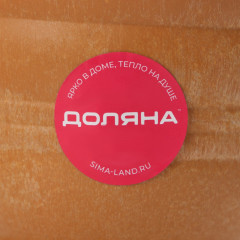 ЯРКО В ДОМЕ, ТЕПЛО НА ДУШЕ
ДОЛЯНА
SIMA-LAND.RU